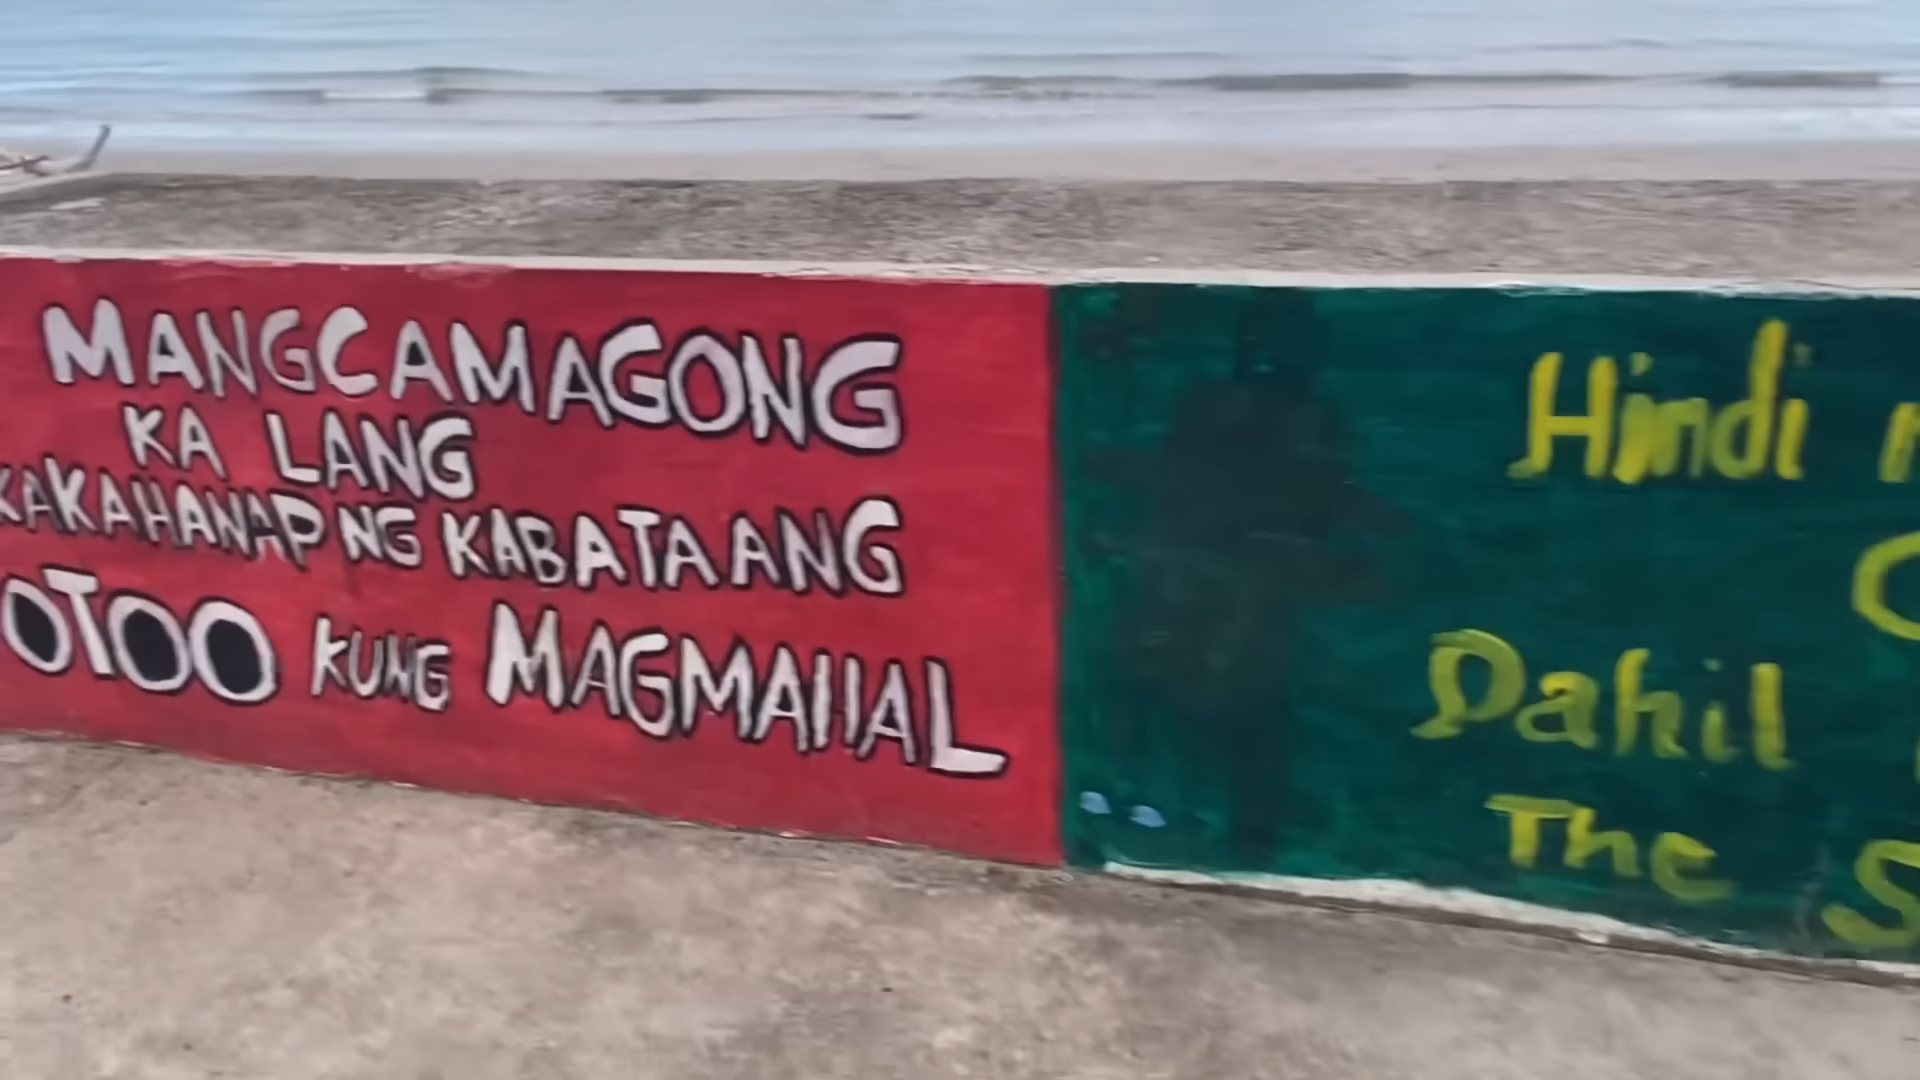 MANGCAMAGONG
KA LANG
KAKAHANAP NG KABATAANG
OTOO KUNG MAGMAHAL
Hindi
Dahil
The